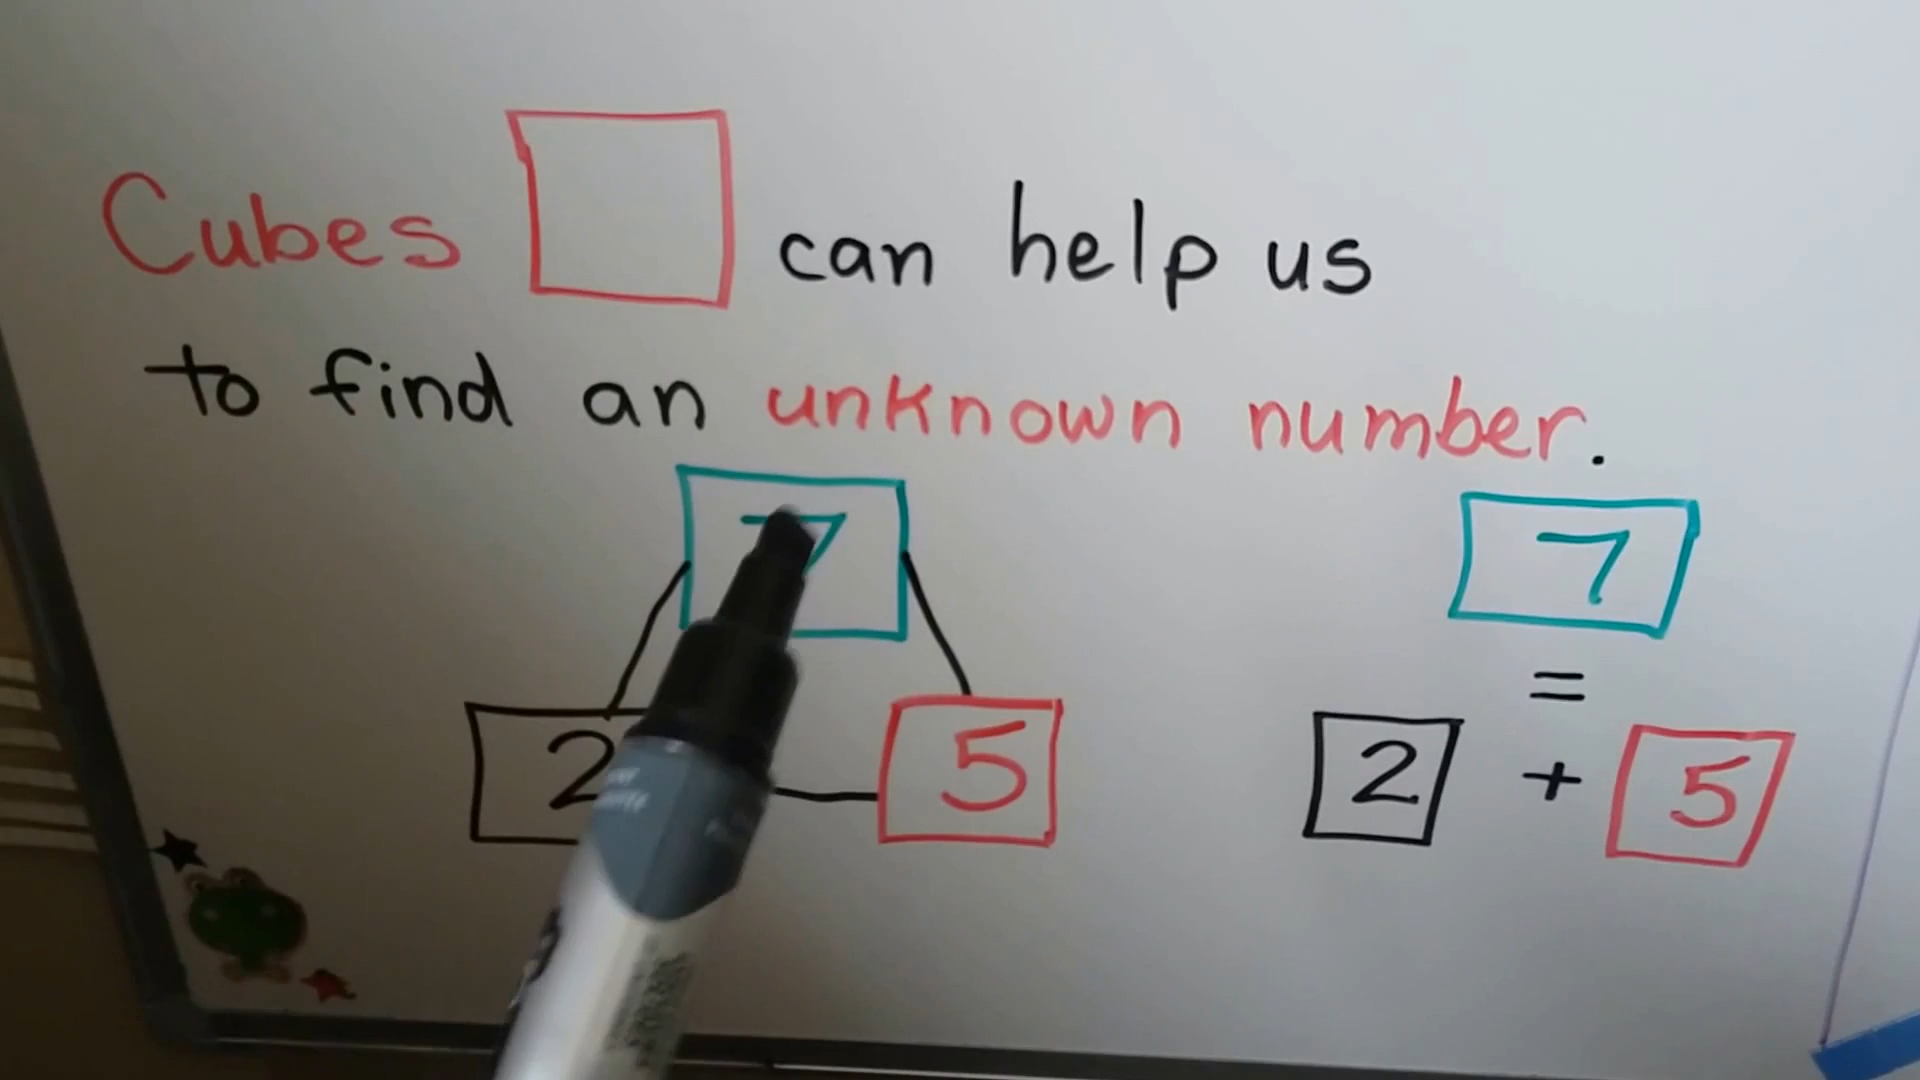 Cubes can help us
to find an unknown number.
7
2 5
7
=
2 + 5